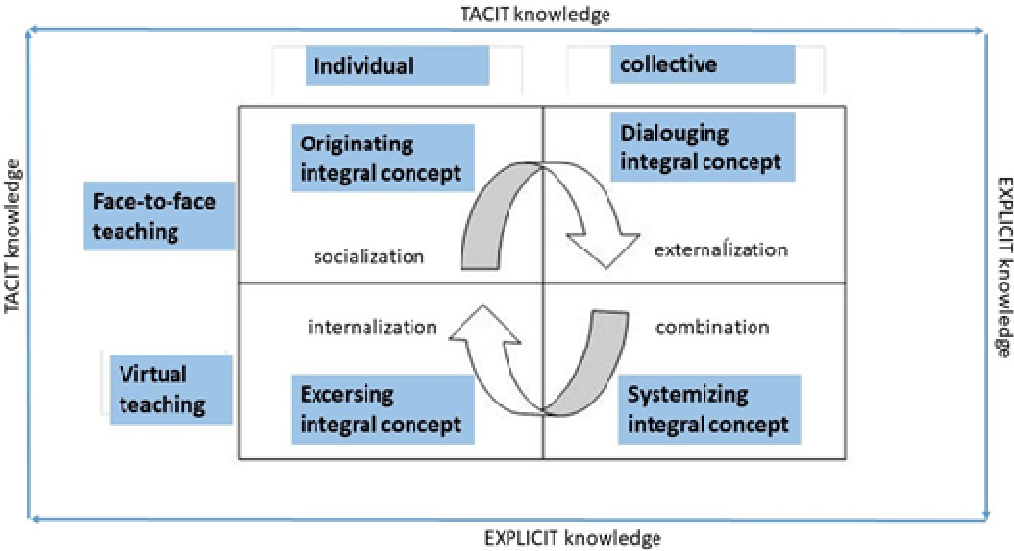 TACIT knowledge
Individual
collective
Originating
integral concept
Dialouging
integral concept
Face-to-face
teaching
TACIT knowledge
EXPLICIT knowledge
socialization
externalization
internalization
combination
Virtual
teaching
Excersing
integral concept
Systemizing
integral concept
EXPLICIT knowledge